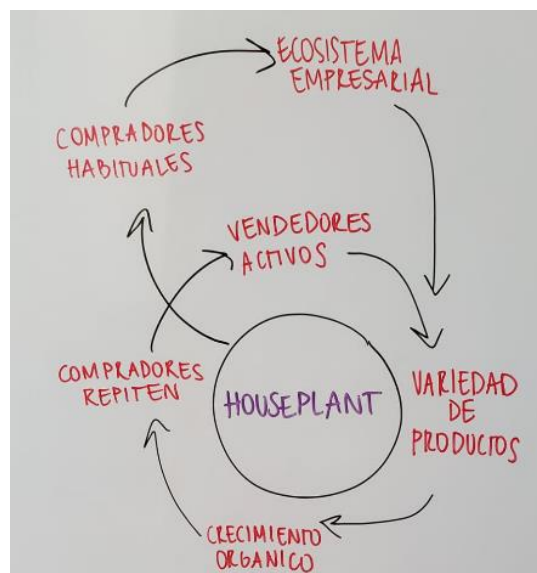 ECOSISTEMA
EMPRESARIAL
COMPRADORES
HABITUALES
VENDEDORES
ACTIVOS
COMPRADORES
REPITEN
HOUSEPLANT
VARIEDAD
DE
PRODUCTOS
CRECIMIENTO
ORGANICO